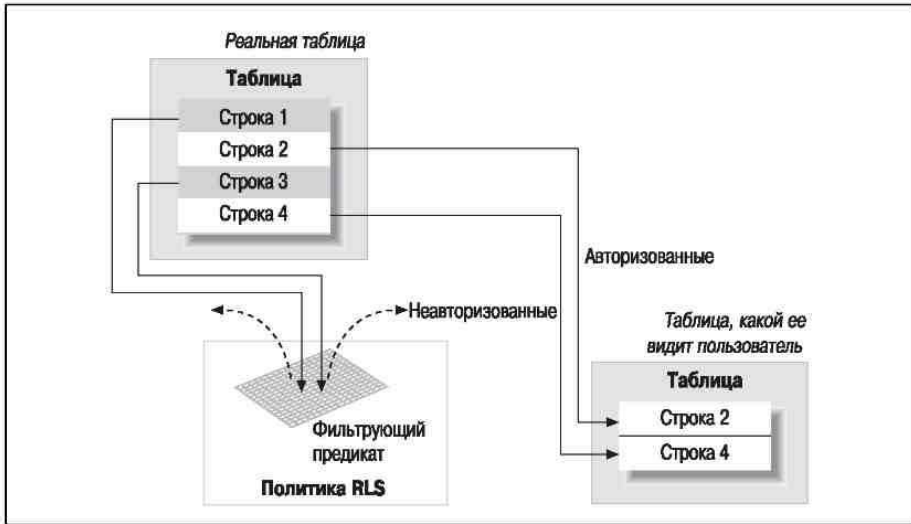 Реальная таблица
Таблица
Строка 1
Строка 2
Строка 3
Строка 4
Авторизованные
Неавторизованные
Таблица, какой ее
видит пользователь
Таблица
Строка 2
Строка 4
Фильтрующий
предикат
Политика RLS